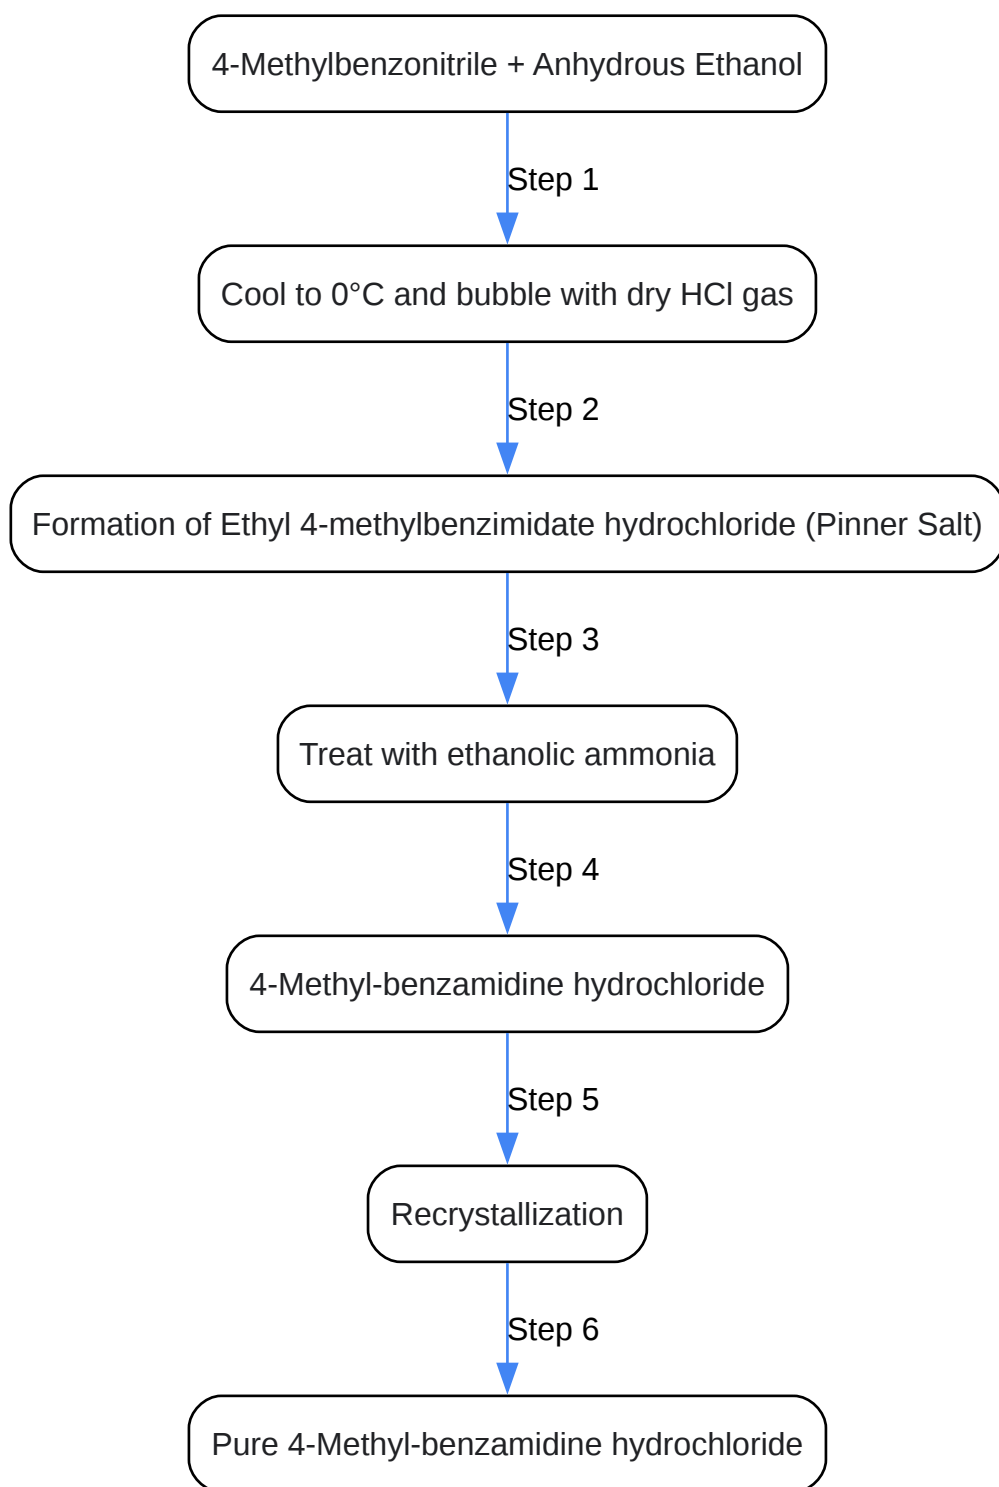 4-Methylbenzonitrile + Anhydrous Ethanol
Step 1
Cool to 0°C and bubble with dry HCl gas
Step 2
Formation of Ethyl 4-methylbenzimidate hydrochloride (Pinner Salt)
Step 3
Treat with ethanolic ammonia
Step 4
4-Methyl-benzamidine hydrochloride
Step 5
Recrystallization
Step 6
Pure 4-Methyl-benzamidine hydrochloride